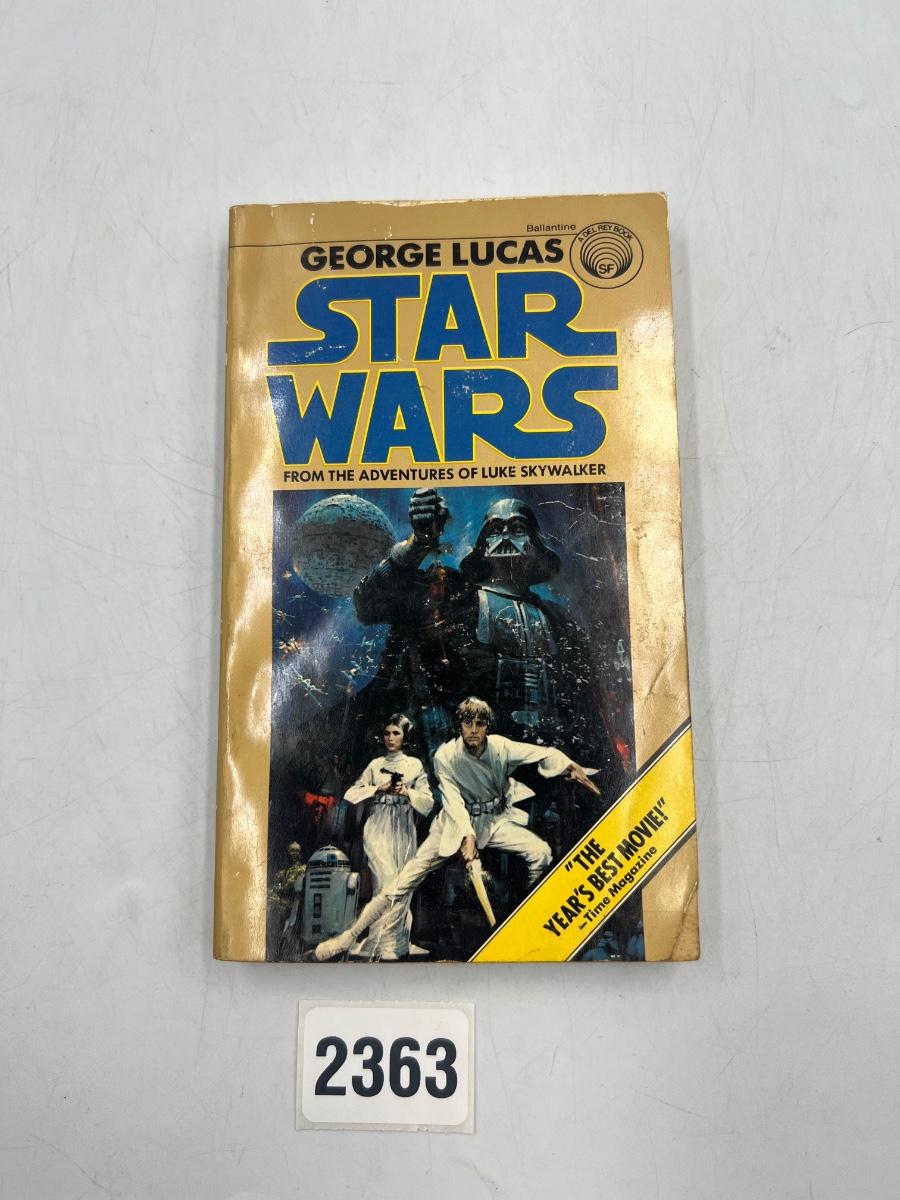 Ballantine
A DEL REY BOOK
SF
GEORGE LUCAS
STAR
WARS
FROM THE ADVENTURES OF LUKE SKYWALKER
"THE
YEAR'S BEST MOVIE!"
—Time Magazine
2363